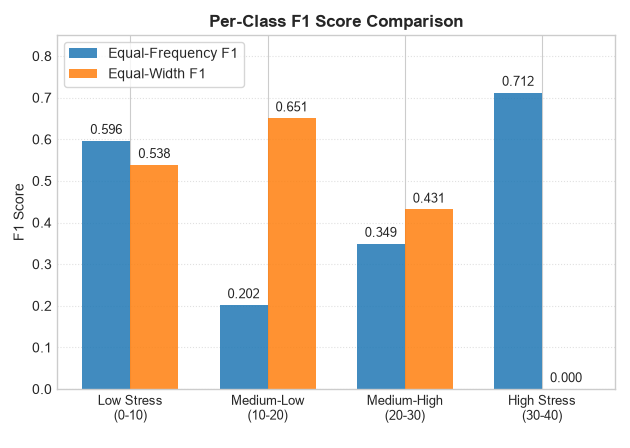 Per-Class F1 Score Comparison
Equal-Frequency F1
Equal-Width F1
F1 Score
0.8
0.7
0.6
0.5
0.4
0.3
0.2
0.1
0.0
0.596
0.538
0.202
0.651
0.349
0.431
0.712
0.000
Low Stress
(0-10)
Medium-Low
(10-20)
Medium-High
(20-30)
High Stress
(30-40)